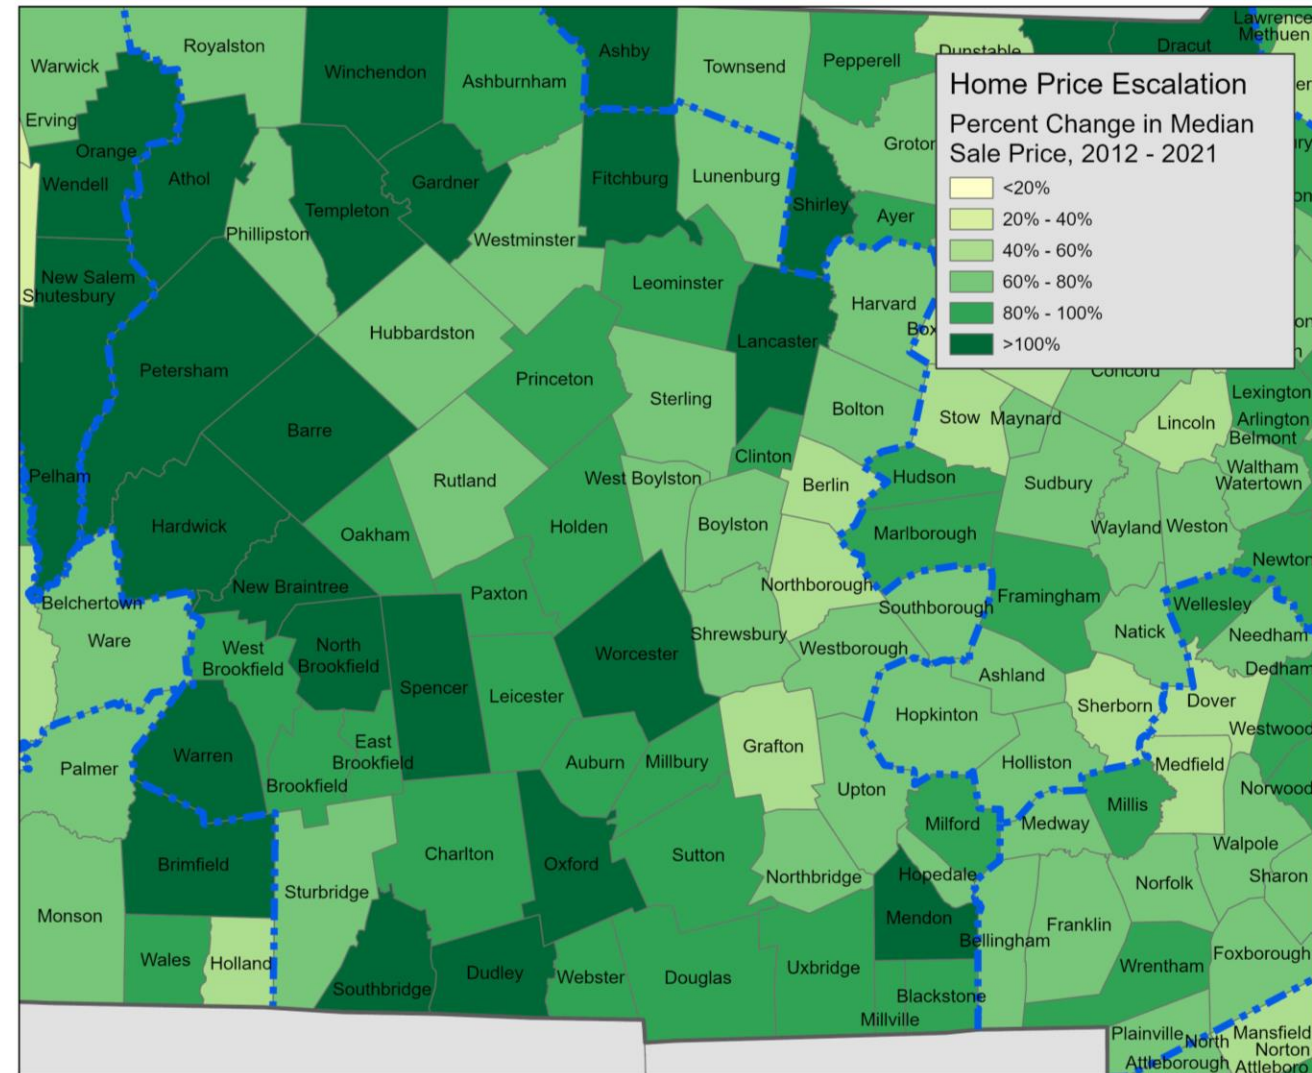 Lawrence
Methuen
Royalston
Ashby
Dracut
Warwick
Winchendon
Ashburnham
Townsend
Pepperell
Dunstable
Home Price Escalation
Percent Change in Median
Sale Price, 2012 - 2021
<20%
20% - 40%
40% - 60%
60% - 80%
80% - 100%
>100%
Erving
Orange
Wendell
Athol
Gardner
Fitchburg
Lunenburg
Groton
Templeton
Shirley
Ayer
Phillipston
Westminster
New Salem
Shutesbury
Leominster
Harvard
Hubbardston
Lancaster
Petersham
Princeton
Concord
Sterling
Lexington
Barre
Bolton
Stow
Maynard
Lincoln
Arlington
Belmont
Clinton
Pelham
Rutland
West Boylston
Berlin
Hudson
Sudbury
Waltham
Watertown
Hardwick
Oakham
Holden
Boylston
Marlborough
Wayland
Weston
Newton
New Braintree
Paxton
Northborough
Southborough
Framingham
Belchertown
Wellesley
Ware
Shrewsbury
Natick
Needham
West
Brookfield
North
Brookfield
Worcester
Westborough
Dedham
Spencer
Leicester
Ashland
Sherborn
Dover
Hopkinton
Westwood
Warren
East
Brookfield
Grafton
Palmer
Auburn
Millbury
Holliston
Medfield
Brookfield
Upton
Norwood
Millis
Milford
Medway
Walpole
Brimfield
Charlton
Oxford
Sutton
Northbridge
Hopedale
Norfolk
Sharon
Sturbridge
Monson
Mendon
Franklin
Bellingham
Foxborough
Wales
Holland
Dudley
Webster
Douglas
Uxbridge
Wrentham
Southbridge
Blackstone
Millville
Plainville
North
Attleborough
Mansfield
Norton
Attleboro